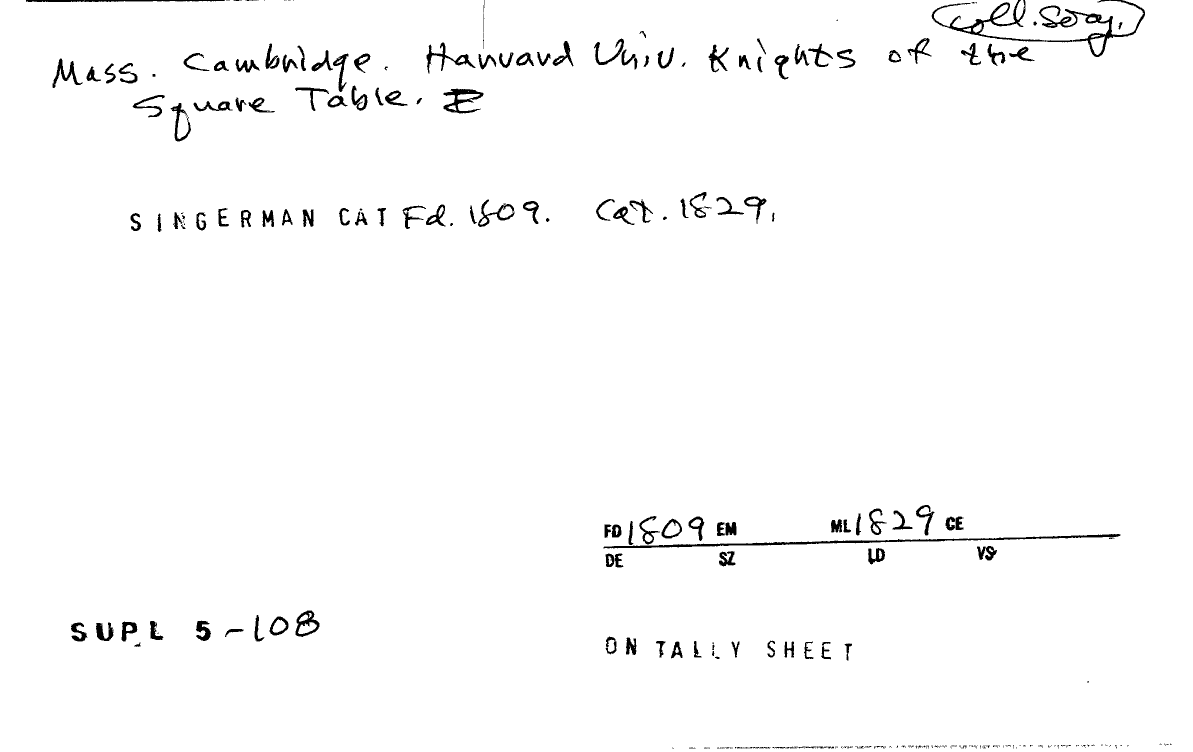 Coll. Socy.
Mass. Cambridge. Harvard Univ. Knights of the
Square Table. E
SINGERMAN CAT Fd. 1809. Cat. 1829.
FD 1809 EM ML 1829 CE
DE SZ LD VS
SUPL 5-108
ON TALLY SHEET